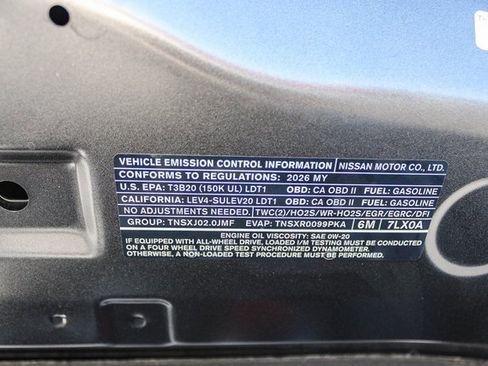 VEHICLE EMISSION CONTROL INFORMATION NISSAN MOTOR CO., LTD.
CONFORMS TO REGULATIONS: 2026 MY
U.S. EPA: T3B20 (150K UL) LDT1 OBD: CA OBD II FUEL: GASOLINE
CALIFORNIA: LEV4-SULEV20 LDT1 OBD: CA OBD II FUEL: GASOLINE
NO ADJUSTMENTS NEEDED. TWC(2)/HO2S/WR-HO2S/EGR/EGRC/DFI
GROUP: TNSXJ02.0JMF EVAP: TNSXR0099PKA 6M 7LX0A
ENGINE OIL VISCOSITY: SAE 0W-20
IF EQUIPPED WITH ALL-WHEEL DRIVE, LOADED I/M TESTING MUST BE CONDUCTED
ON A FOUR WHEEL DRIVE SPEED SYNCHRONIZED DYNAMOMETER.
OTHERWISE, A NON-LOADED TEST PROCEDURE MUST BE PERFORMED.